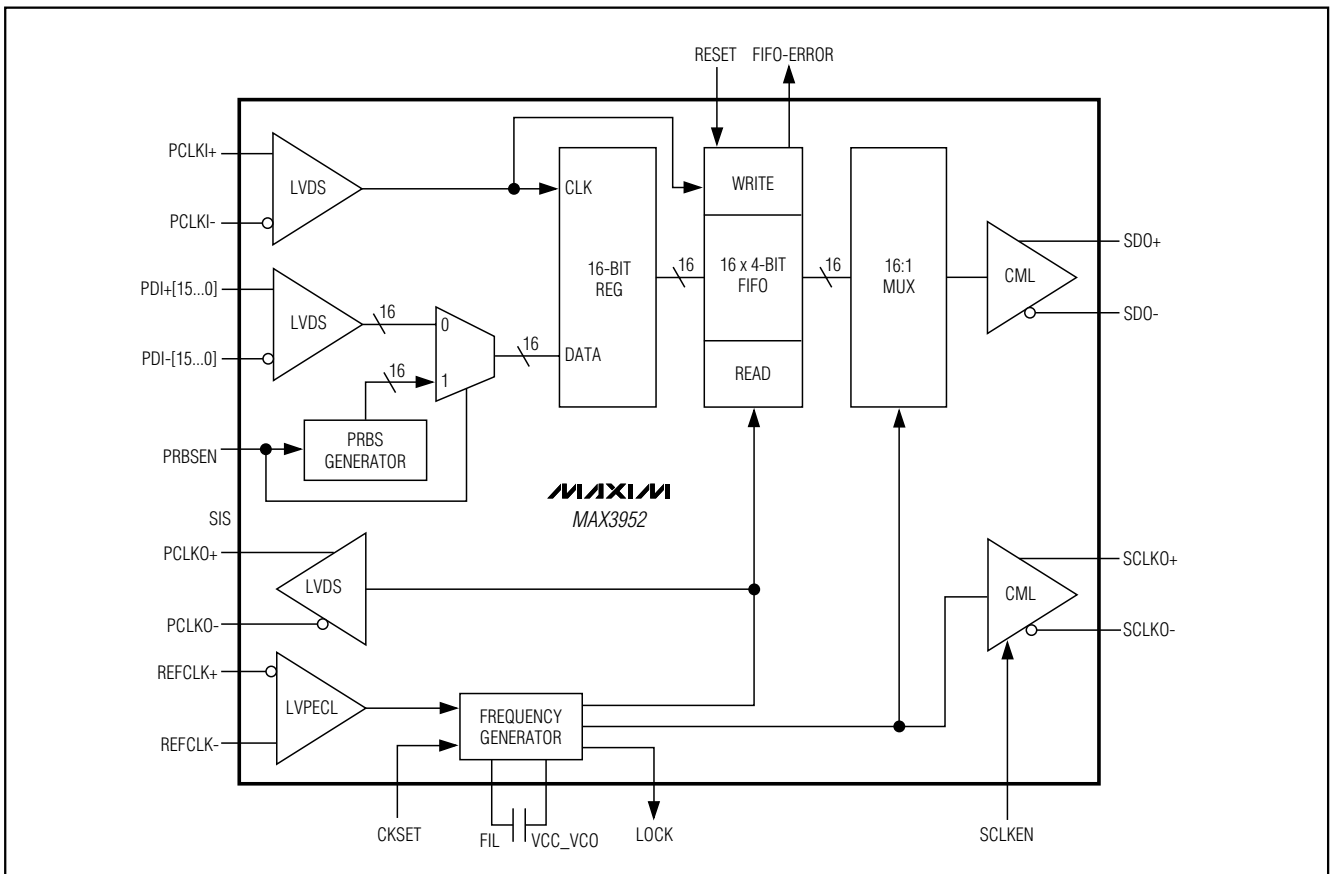 RESET FIFO-ERROR
PCLKI+
LVDS
PCLKI-
CLK
WRITE
16-BIT
REG
16
16 x 4-BIT
FIFO
16
16:1
MUX
CML
SDO+
SDO-
PDI+[15...0]
LVDS
PDI-[15...0]
16
0
16
1
16
DATA
READ
PRBSEN
PRBS
GENERATOR
MAXIM
MAX3952
SIS
PCLKO+
LVDS
PCLKO-
CML
SCLKO+
SCLKO-
REFCLK+
LVPECL
REFCLK-
FREQUENCY
GENERATOR
CKSET
FIL
VCC_VCO
LOCK
SCLKEN